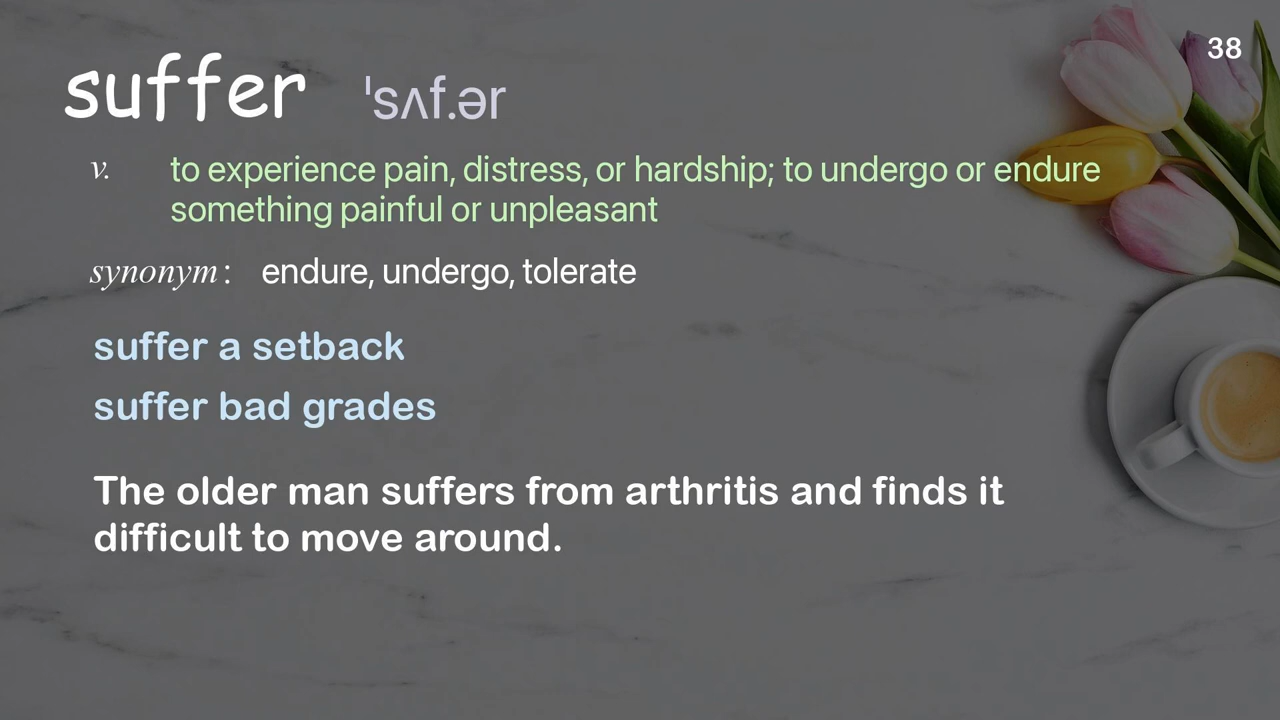 38
suffer ˈsʌf.ər
v. to experience pain, distress, or hardship; to undergo or endure
something painful or unpleasant
synonym: endure, undergo, tolerate
suffer a setback
suffer bad grades
The older man suffers from arthritis and finds it
difficult to move around.